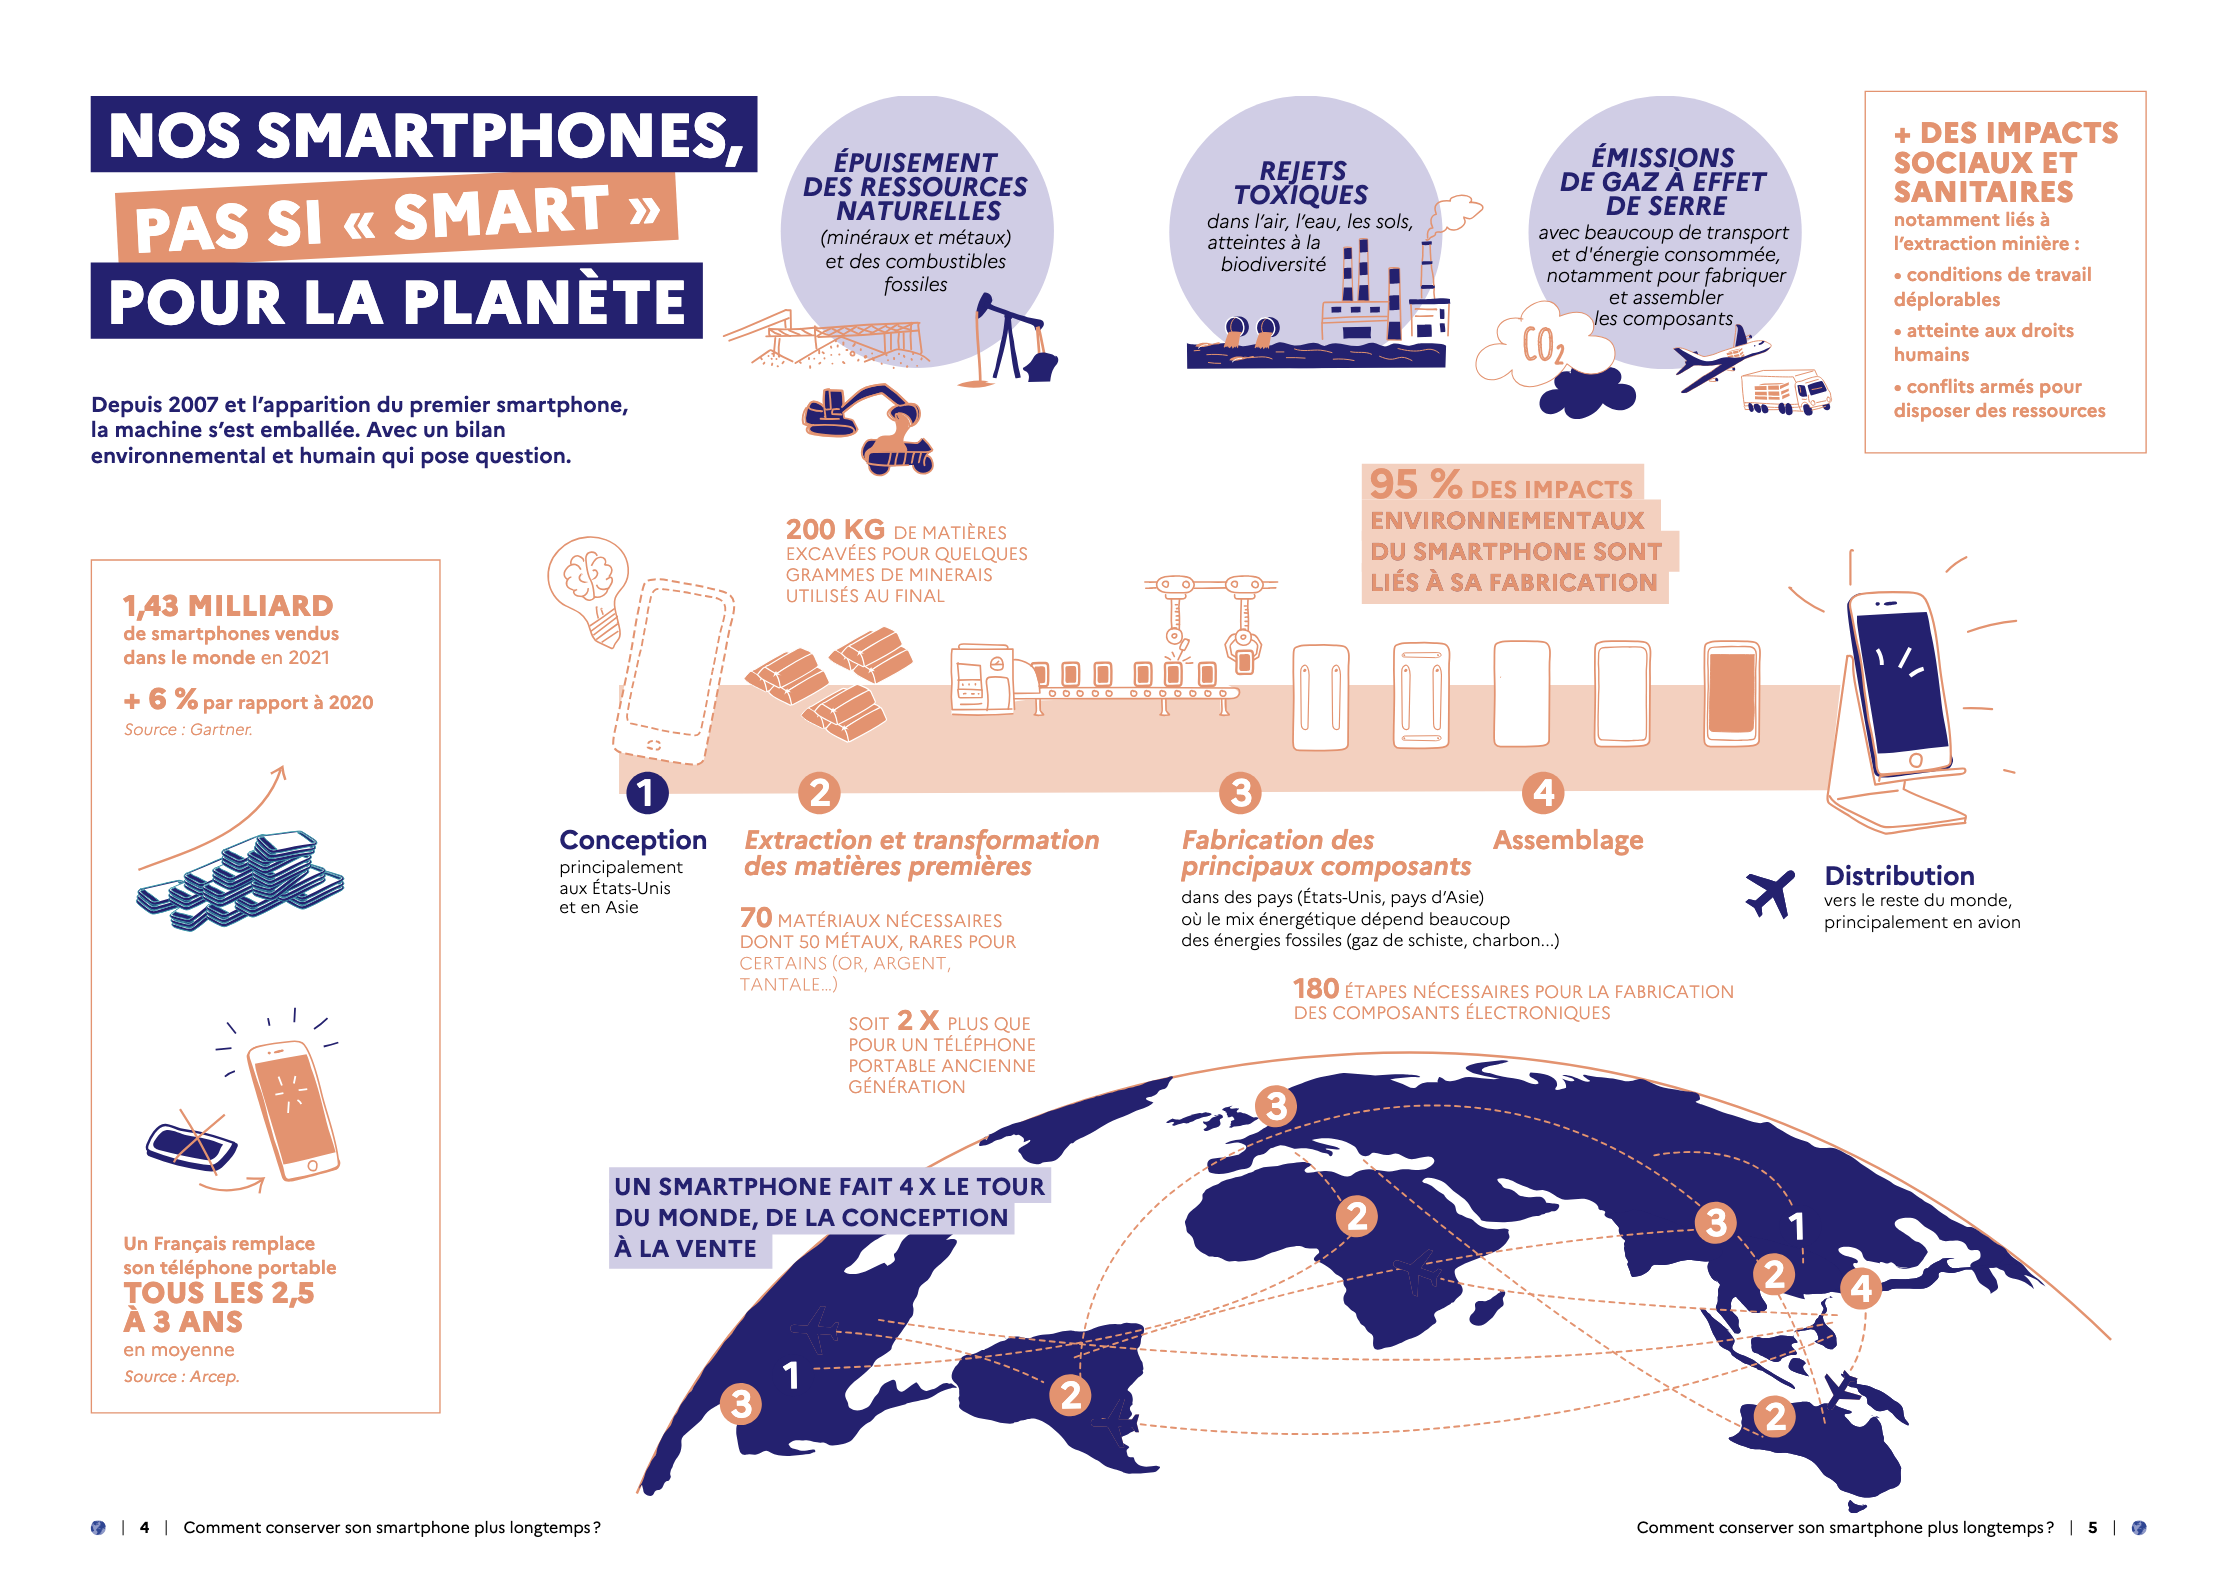 NOS SMARTPHONES,
PAS SI « SMART »
POUR LA PLANÈTE
Depuis 2007 et l’apparition du premier smartphone,
la machine s’est emballée. Avec un bilan
environnemental et humain qui pose question.
ÉPUISEMENT
DES RESSOURCES
NATURELLES
(minéraux et métaux)
et des combustibles
fossiles
REJETS
TOXIQUES
dans l’air, l’eau, les sols,
atteintes à la
biodiversité
ÉMISSIONS
DE GAZ À EFFET
DE SERRE
avec beaucoup de transport
et d'énergie consommée,
notamment pour fabriquer
et assembler
les composants
CO2
+ DES IMPACTS
SOCIAUX ET
SANITAIRES
notamment liés à
l’extraction minière :
• conditions de travail
déplorables
• atteinte aux droits
humains
• conflits armés pour
disposer des ressources
1,43 MILLIARD
de smartphones vendus
dans le monde en 2021
+ 6 % par rapport à 2020
Source : Gartner.
Un Français remplace
son téléphone portable
TOUS LES 2,5
À 3 ANS
en moyenne
Source : Arcep.
200 KG DE MATIÈRES
EXCAVÉES POUR QUELQUES
GRAMMES DE MINERAIS
UTILISÉS AU FINAL
95 % DES IMPACTS
ENVIRONNEMENTAUX
DU SMARTPHONE SONT
LIÉS À SA FABRICATION
1
Conception
principalement
aux États-Unis
et en Asie
2
Extraction et transformation
des matières premières
70 MATÉRIAUX NÉCESSAIRES
DONT 50 MÉTAUX, RARES POUR
CERTAINS (OR, ARGENT,
TANTALE...)
SOIT 2 X PLUS QUE
POUR UN TÉLÉPHONE
PORTABLE ANCIENNE
GÉNÉRATION
3
Fabrication des
principaux composants
dans des pays (États-Unis, pays d’Asie)
où le mix énergétique dépend beaucoup
des énergies fossiles (gaz de schiste, charbon...)
4
Assemblage
180 ÉTAPES NÉCESSAIRES POUR LA FABRICATION
DES COMPOSANTS ÉLECTRONIQUES
Distribution
vers le reste du monde,
principalement en avion
UN SMARTPHONE FAIT 4 X LE TOUR
DU MONDE, DE LA CONCEPTION
À LA VENTE
3
2
3
1
2
4
1
3
2
2
| 4 | Comment conserver son smartphone plus longtemps ?
Comment conserver son smartphone plus longtemps ? | 5 |